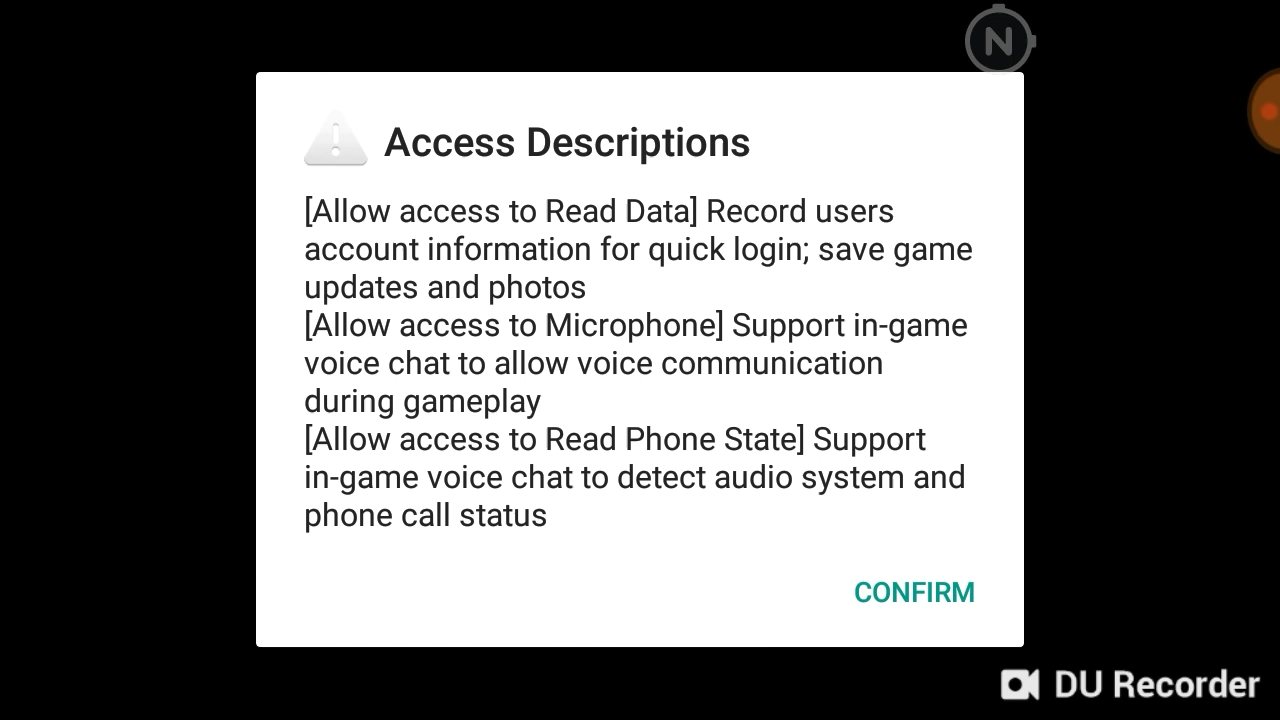 N
Access Descriptions
[Allow access to Read Data] Record users
account information for quick login; save game
updates and photos
[Allow access to Microphone] Support in-game
voice chat to allow voice communication
during gameplay
[Allow access to Read Phone State] Support
in-game voice chat to detect audio system and
phone call status
CONFIRM
DU Recorder